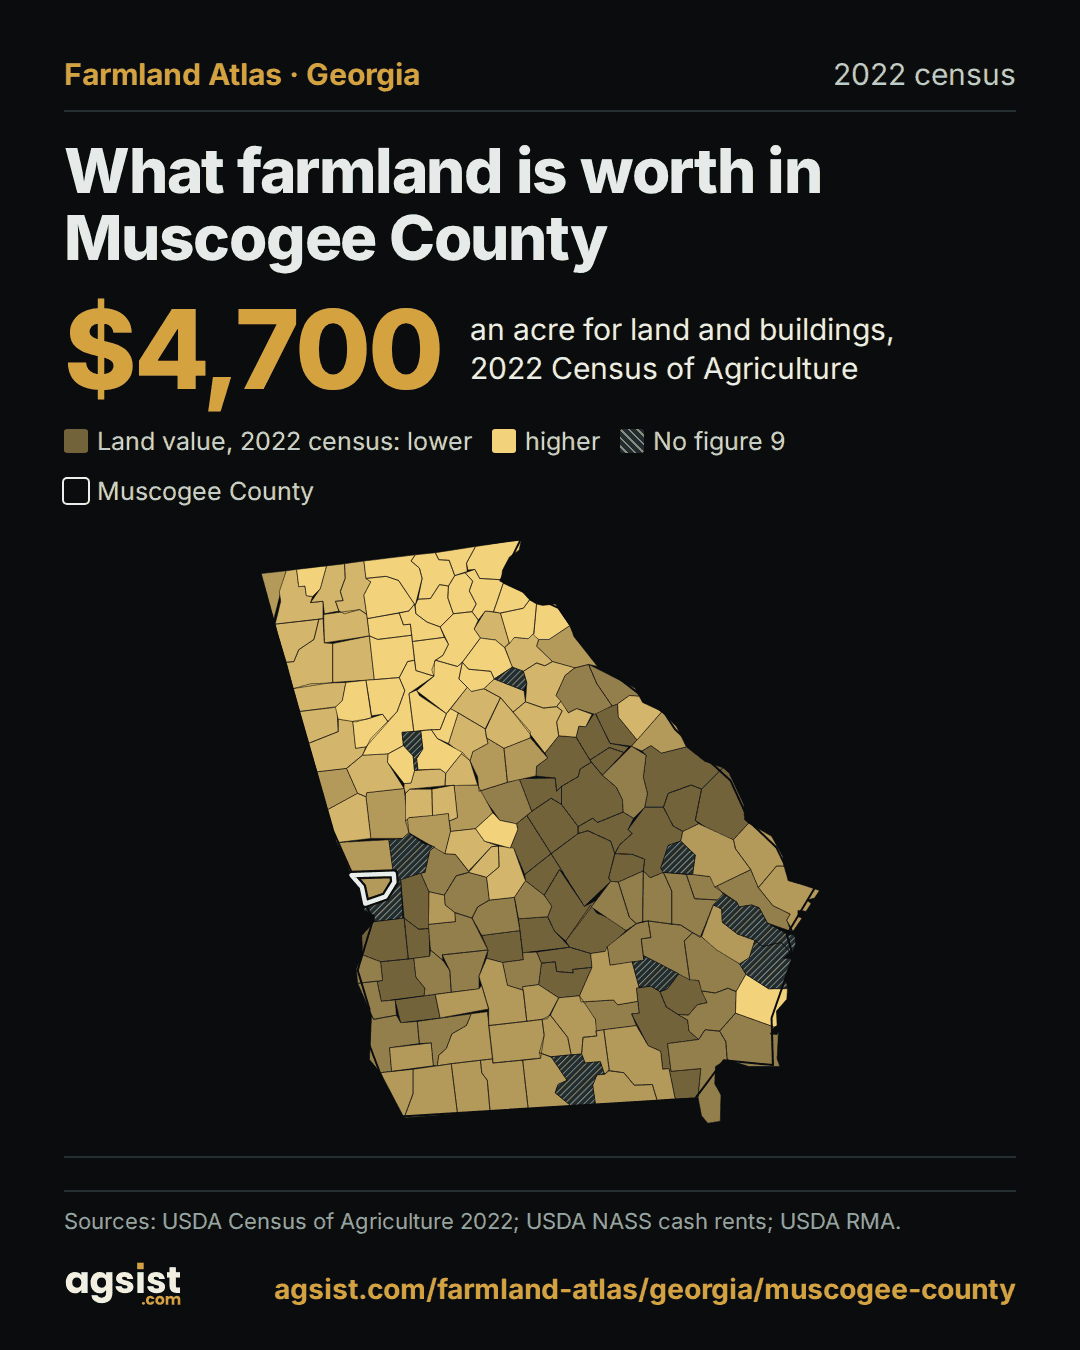 Farmland Atlas · Georgia
2022 census
What farmland is worth in
Muscogee County
$4,700
an acre for land and buildings,
2022 Census of Agriculture
Land value, 2022 census: lower
higher
No figure 9
Muscogee County
Sources: USDA Census of Agriculture 2022; USDA NASS cash rents; USDA RMA.
agsist
.com
agsist.com/farmland-atlas/georgia/muscogee-county